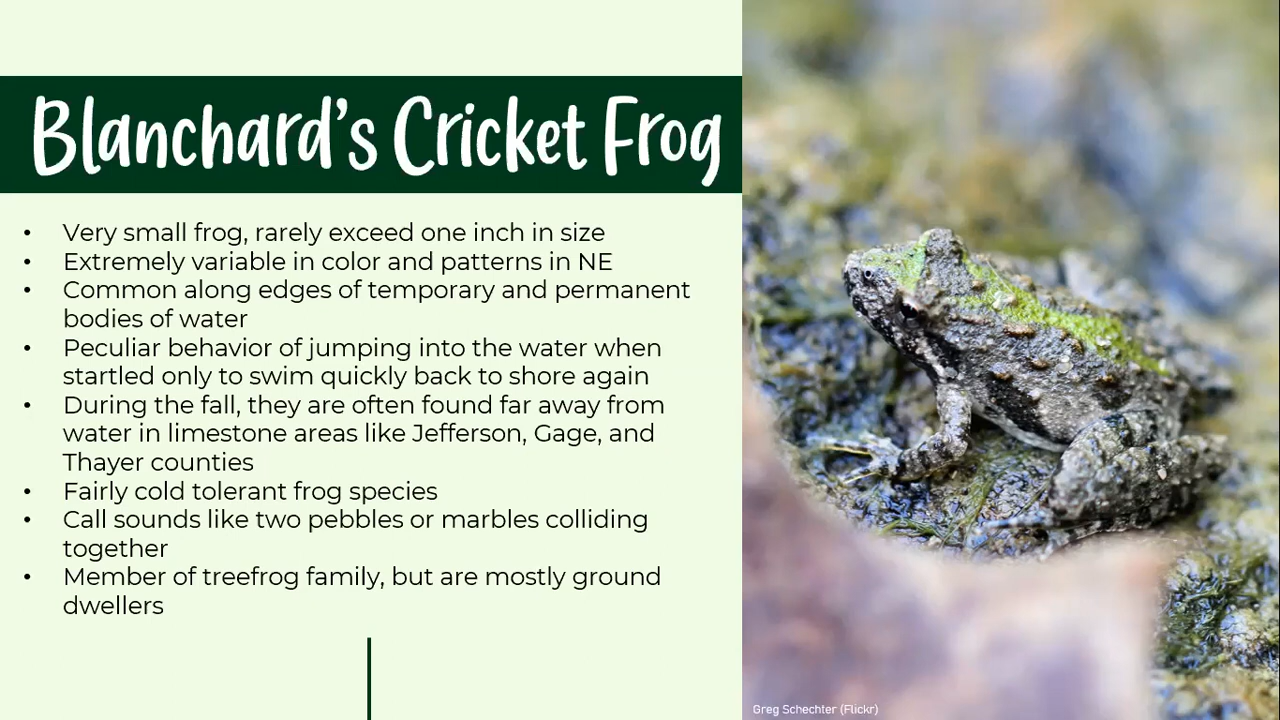 Blanchard's Cricket Frog
• Very small frog, rarely exceed one inch in size
• Extremely variable in color and patterns in NE
• Common along edges of temporary and permanent
bodies of water
• Peculiar behavior of jumping into the water when
startled only to swim quickly back to shore again
• During the fall, they are often found far away from
water in limestone areas like Jefferson, Gage, and
Thayer counties
• Fairly cold tolerant frog species
• Call sounds like two pebbles or marbles colliding
together
• Member of treefrog family, but are mostly ground
dwellers
Greg Schechter (Flickr)